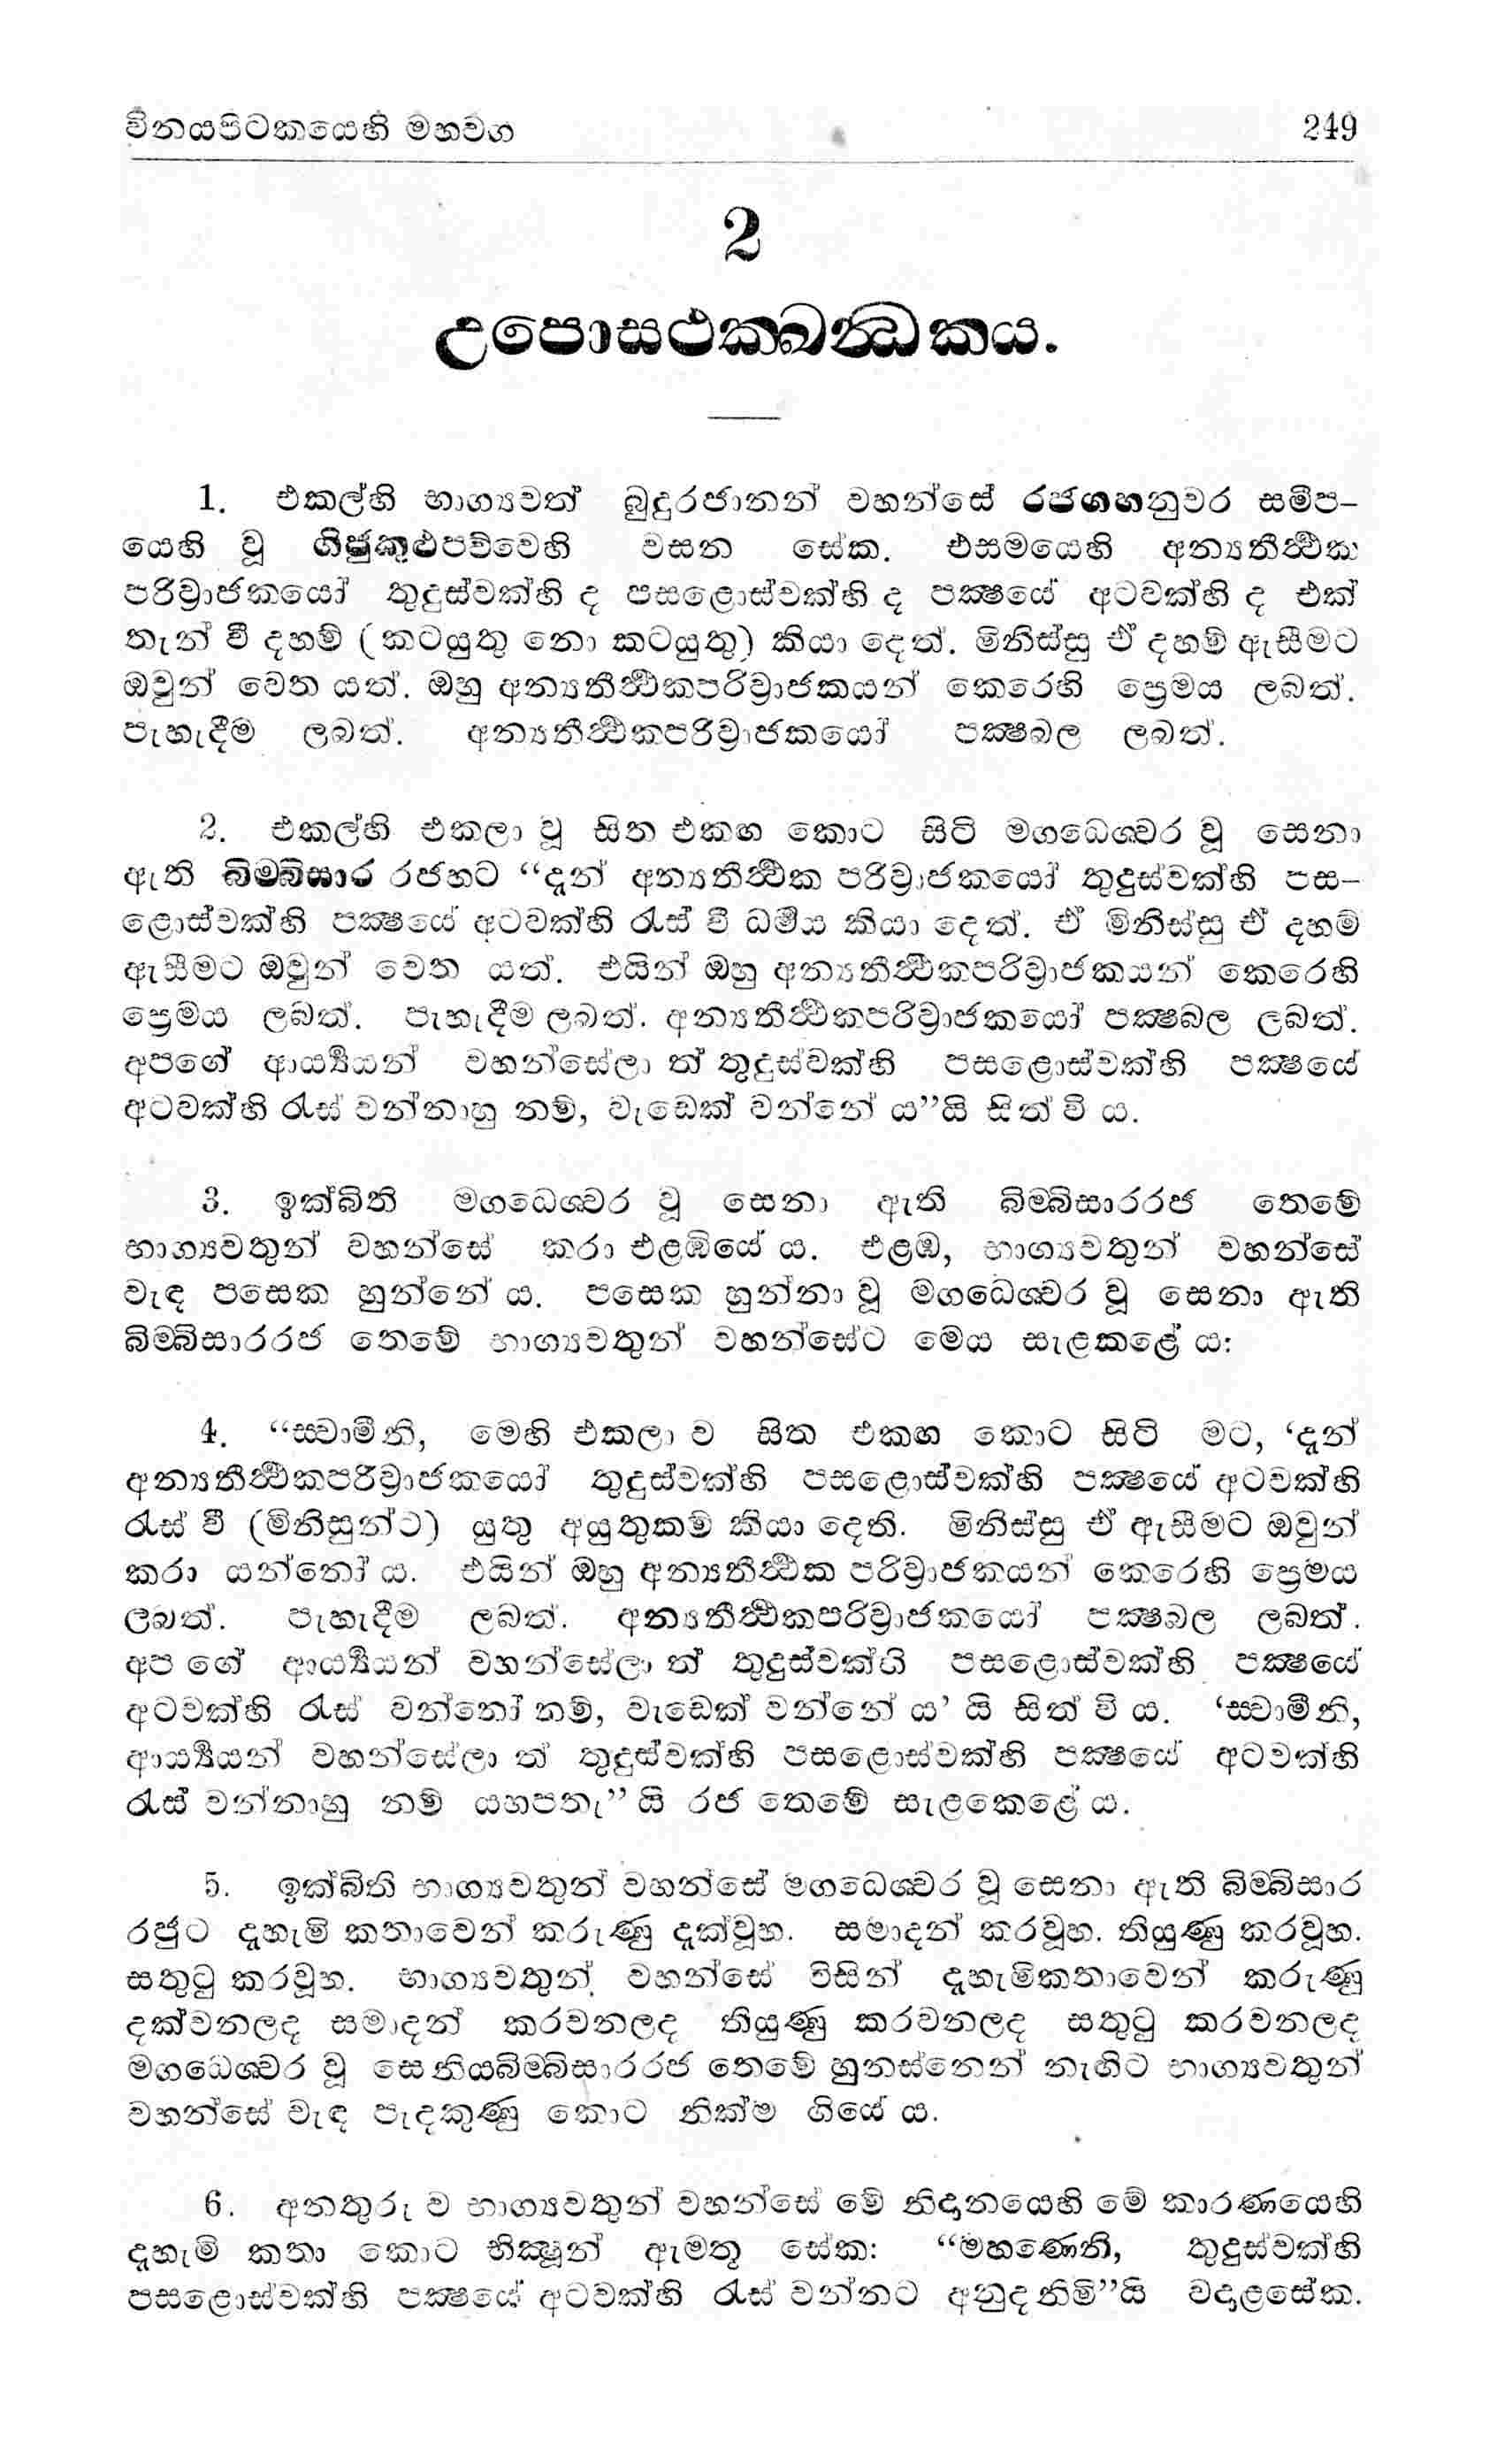 විනයපිටකයෙහි මහවග 249
2
උපොසථක්ඛන්ධකය.
1. එකල්හි භාග්‍යවත් බුදුරජානන් වහන්සේ රජගහනුවර සමීප-
යෙහි වූ ගිජුකුළුපව්වෙහි වසන සේක. එසමයෙහි අන්‍යතීර්‍ථක
පරිව්‍රාජකයෝ තුදුස්වක්හි ද පසළොස්වක්හි ද පක්‍ෂයේ අටවක්හි ද එක්
තැන් වී දහම් (කටයුතු නො කටයුතු) කියා දෙත්. මිනිස්සු ඒ දහම් ඇසීමට
ඔවුන් වෙත යත්. ඔහු අන්‍යතීර්‍ථකපරිව්‍රාජකයන් කෙරෙහි ප්‍රෙමය ලබත්.
පැහැදීම ලබත්. අන්‍යතීර්‍ථකපරිව්‍රාජකයෝ පක්‍ෂබල ලබත්.
2. එකල්හි එකලා වූ සිත එකඟ කොට සිටි මගධෙශ්වර වූ සෙනා
ඇති බිම්බිසාර රජහට “දැන් අන්‍යතීර්‍ථක පරිව්‍රාජකයෝ තුදුස්වක්හි පස-
ළොස්වක්හි පක්‍ෂයේ අටවක්හි රැස් වී ධර්‍මය කියා දෙත්. ඒ මිනිස්සු ඒ දහම්
ඇසීමට ඔවුන් වෙත යත්. එයින් ඔහු අන්‍යතීර්‍ථකපරිව්‍රාජකයන් කෙරෙහි
ප්‍රෙමය ලබත්. පැහැදීම ලබත්. අන්‍යතීර්‍ථකපරිව්‍රාජකයෝ පක්‍ෂබල ලබත්.
අපගේ ආර්‍ය්‍යයන් වහන්සේලා ත් තුදුස්වක්හි පසළොස්වක්හි පක්‍ෂයේ
අටවක්හි රැස් වන්නාහු නම්, වැඩෙක් වන්නේ ය”යි සිත් වි ය.
3. ඉක්බිති මගධෙශ්වර වූ සෙනා ඇති බිම්බිසාරරජ තෙමේ
භාග්‍යවතුන් වහන්සේ කරා එළඹියේ ය. එළඹ, භාග්‍යවතුන් වහන්සේ
වැඳ පසෙක හුන්නේ ය. පසෙක හුන්නා වූ මගධෙශ්වර වූ සෙනා ඇති
බිම්බිසාරරජ තෙමේ භාග්‍යවතුන් වහන්සේට මෙය සැළකළේ ය:
4. “ස්වාමීනි, මෙහි එකලා ව සිත එකඟ කොට සිටි මට, ‘දැන්
අන්‍යතීර්‍ථකපරිව්‍රාජකයෝ තුදුස්වක්හි පසළොස්වක්හි පක්‍ෂයේ අටවක්හි
රැස් වී (මිනිසුන්ට) යුතු අයුතුකම් කියා දෙති. මිනිස්සු ඒ ඇසීමට ඔවුන්
කරා යන්නෝ ය. එයින් ඔහු අන්‍යතීර්‍ථක පරිව්‍රාජකයන් කෙරෙහි ප්‍රෙමය
ලබත්. පැහැදීම ලබත්. අන්‍යතීර්‍ථකපරිව්‍රාජකයෝ පක්‍ෂබල ලබත්.
අප ගේ ආර්‍ය්‍යයන් වහන්සේලා ත් තුදුස්වක්හි පසළොස්වක්හි පක්‍ෂයේ
අටවක්හි රැස් වන්නෝ නම්, වැඩෙක් වන්නේ ය’ යි සිත් වි ය. ‘ස්වාමීනි,
ආර්‍ය්‍යයන් වහන්සේලා ත් තුදුස්වක්හි පසළොස්වක්හි පක්‍ෂයේ අටවක්හි
රැස් වන්නාහු නම් යහපතැ” යි රජ තෙමේ සැළකෙළේ ය.
5. ඉක්බිති භාග්‍යවතුන් වහන්සේ මගධෙශ්වර වූ සෙනා ඇති බිම්බිසාර
රජුට දැහැමි කතාවෙන් කරුණු දැක්වූහ. සමාදන් කරවූහ. තියුණු කරවූහ.
සතුටු කරවූහ. භාග්‍යවතුන් වහන්සේ විසින් දැහැමිකතාවෙන් කරුණු
දක්වනලද සමාදන් කරවනලද තියුණු කරවනලද සතුටු කරවනලද
මගධෙශ්වර වූ සෙනියබිම්බිසාරරජ තෙමේ හුනස්නෙන් නැඟිට භාග්‍යවතුන්
වහන්සේ වැඳ පැදකුණු කොට නික්ම ගියේ ය.
6. අනතුරු ව භාග්‍යවතුන් වහන්සේ මේ නිදානයෙහි මේ කාරණයෙහි
දැහැමි කතා කොට භික්‍ෂූන් ඇමතූ සේක: “මහණෙනි, තුදුස්වක්හි
පසළොස්වක්හි පක්‍ෂයේ අටවක්හි රැස් වන්නට අනුදනිමි”යි වදාළසේක.